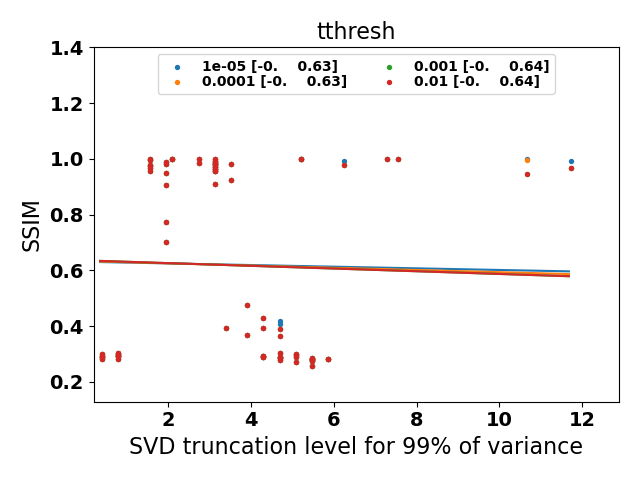 tthresh
1e-05 [-0. 0.63]
0.0001 [-0. 0.63]
0.001 [-0. 0.64]
0.01 [-0. 0.64]
1.4
1.2
1.0
0.8
0.6
0.4
0.2
SSIM
2 4 6 8 10 12
SVD truncation level for 99% of variance